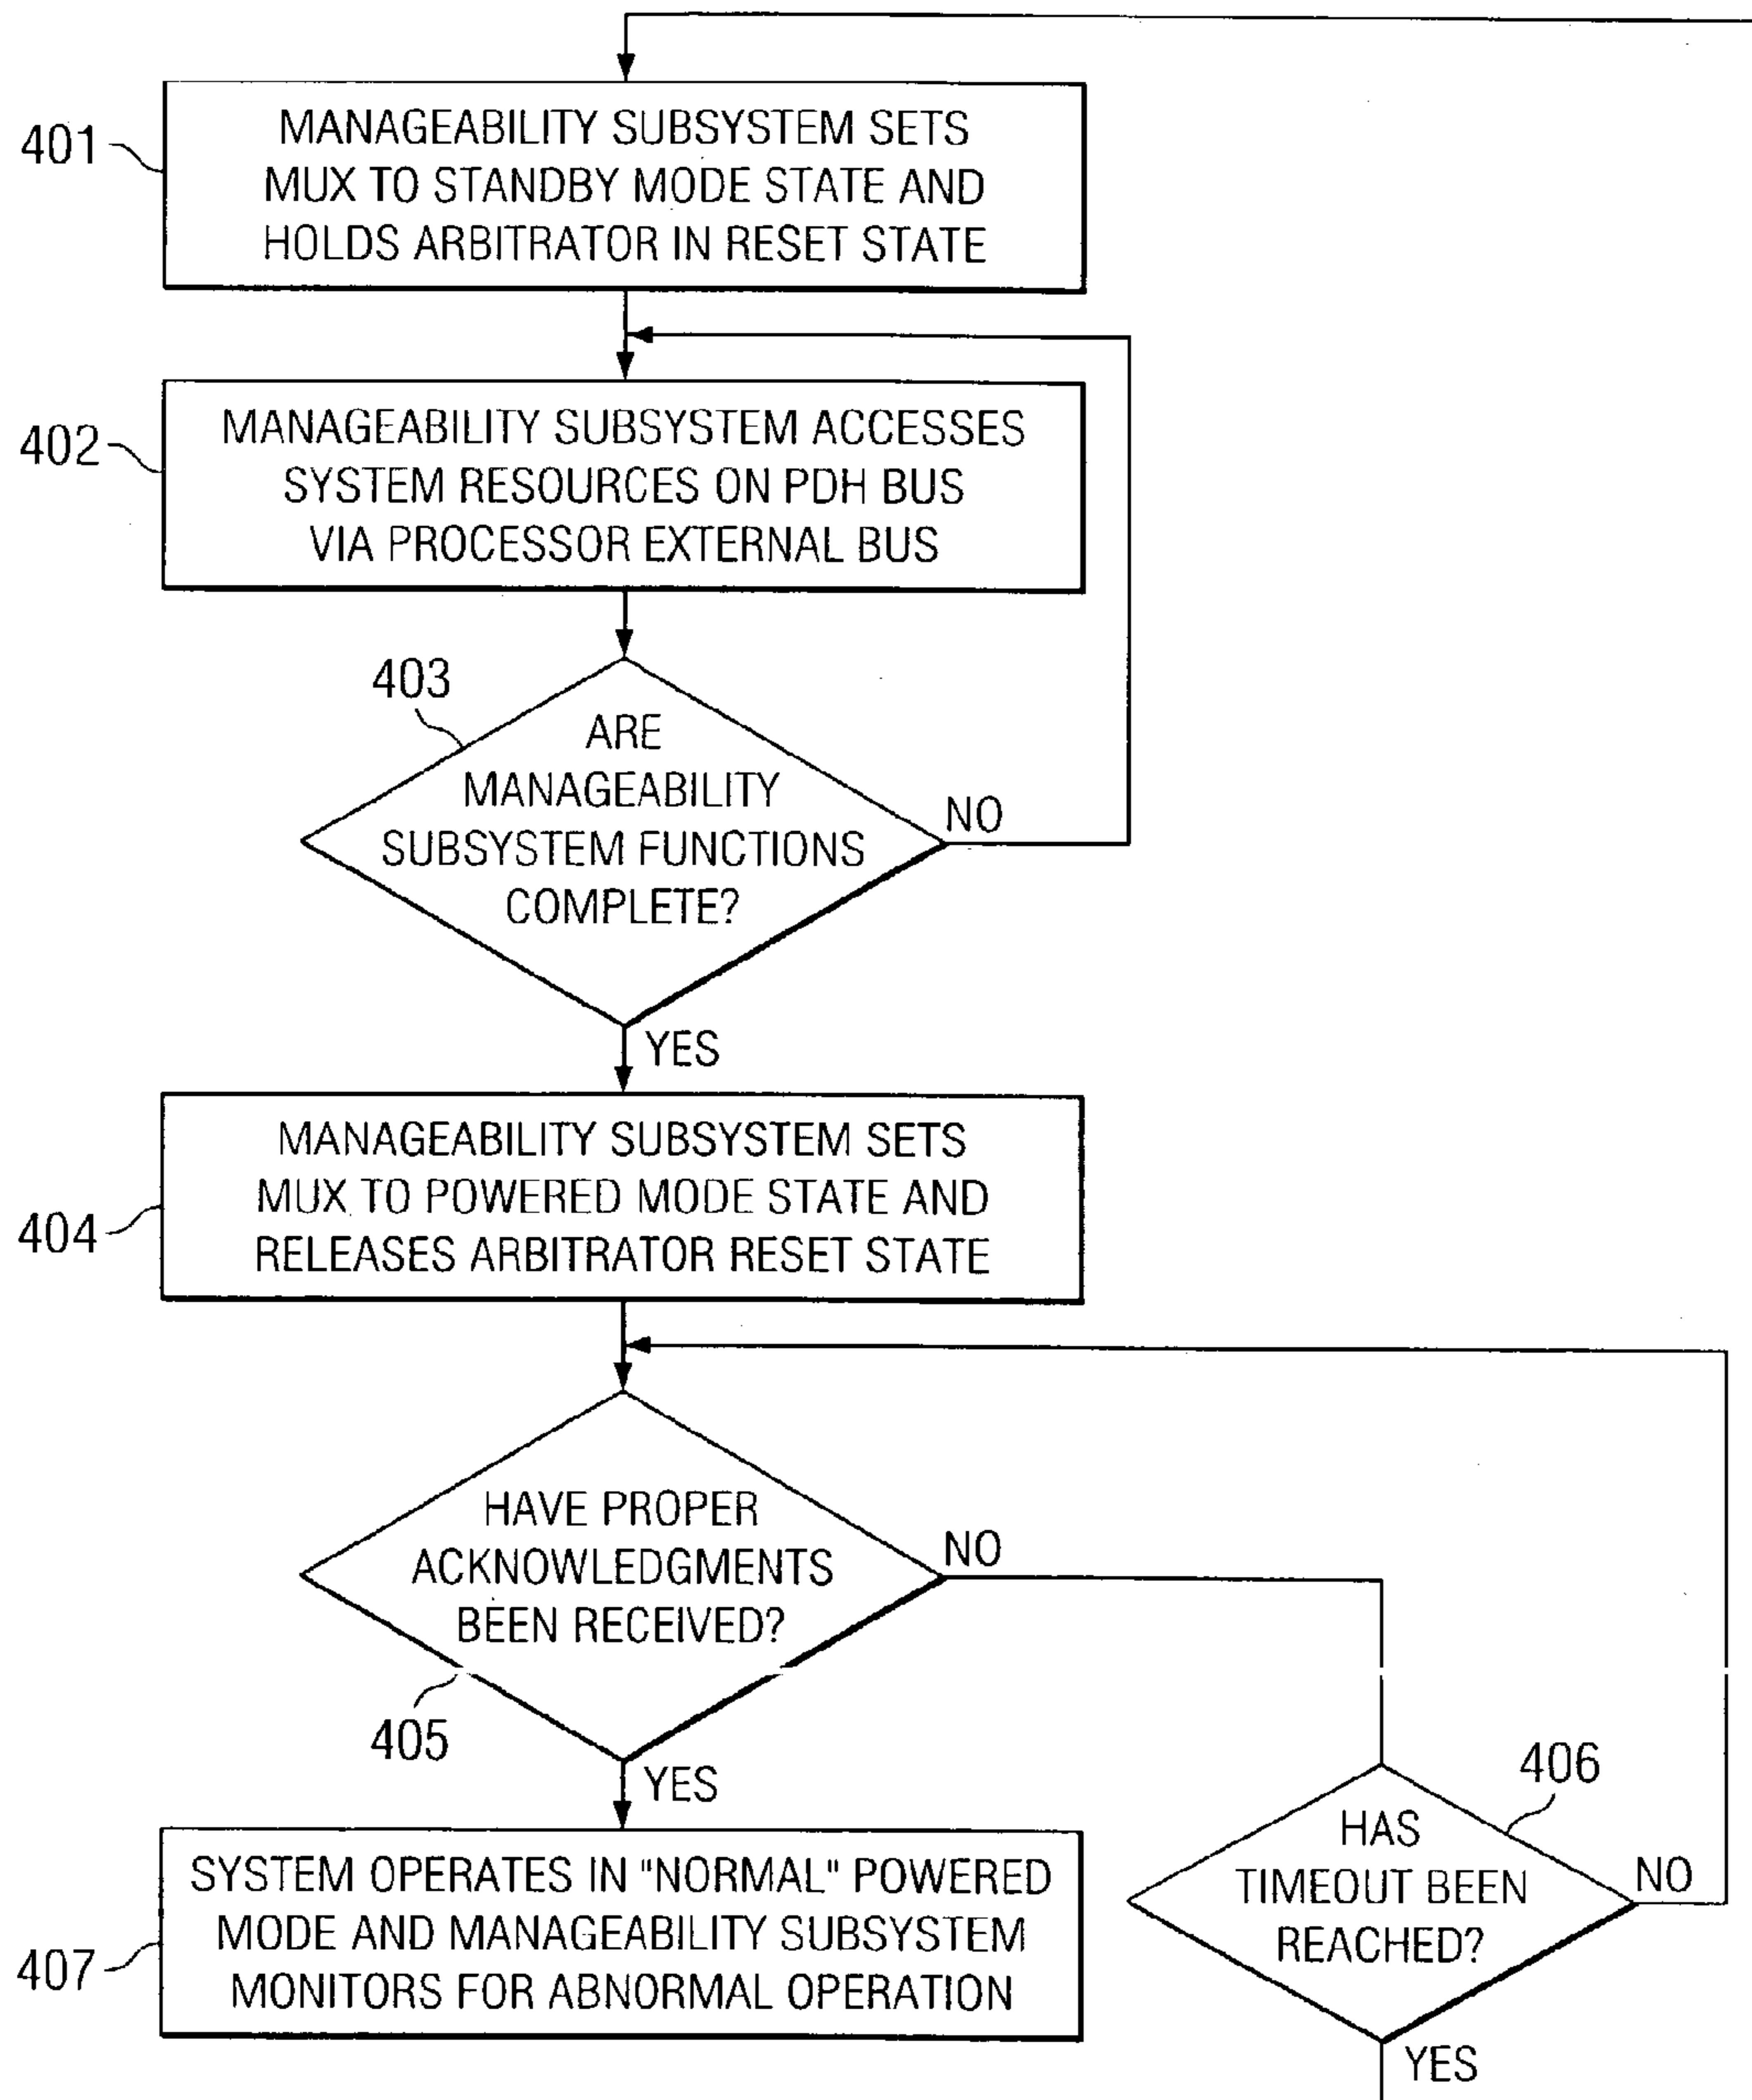 401
MANAGEABILITY SUBSYSTEM SETS
MUX TO STANDBY MODE STATE AND
HOLDS ARBITRATOR IN RESET STATE
402
MANAGEABILITY SUBSYSTEM ACCESSES
SYSTEM RESOURCES ON PDH BUS
VIA PROCESSOR EXTERNAL BUS
403
ARE
MANAGEABILITY
SUBSYSTEM FUNCTIONS
COMPLETE?
NO
YES
404
MANAGEABILITY SUBSYSTEM SETS
MUX TO POWERED MODE STATE AND
RELEASES ARBITRATOR RESET STATE
HAVE PROPER
ACKNOWLEDGMENTS
BEEN RECEIVED?
NO
405
YES
406
HAS
TIMEOUT BEEN
REACHED?
NO
YES
407
SYSTEM OPERATES IN "NORMAL" POWERED
MODE AND MANAGEABILITY SUBSYSTEM
MONITORS FOR ABNORMAL OPERATION